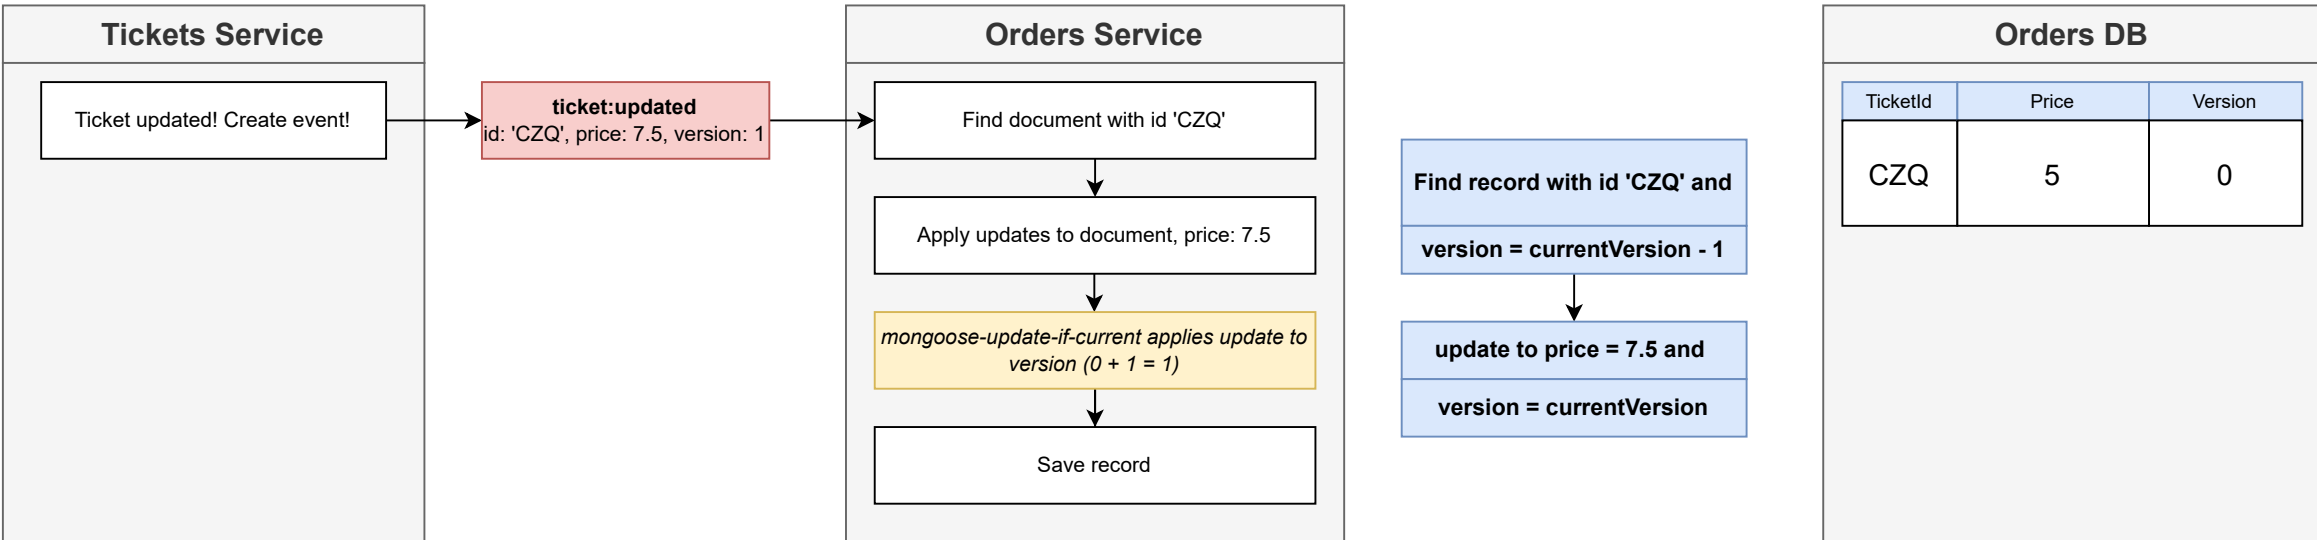 Tickets Service
Ticket updated! Create event!
ticket:updated
id: 'CZQ', price: 7.5, version: 1
Orders Service
Find document with id 'CZQ'
Apply updates to document, price: 7.5
mongoose-update-if-current applies update to
version (0 + 1 = 1)
Save record
Find record with id 'CZQ' and
version = currentVersion - 1
update to price = 7.5 and
version = currentVersion
Orders DB
TicketId Price Version
CZQ 5 0